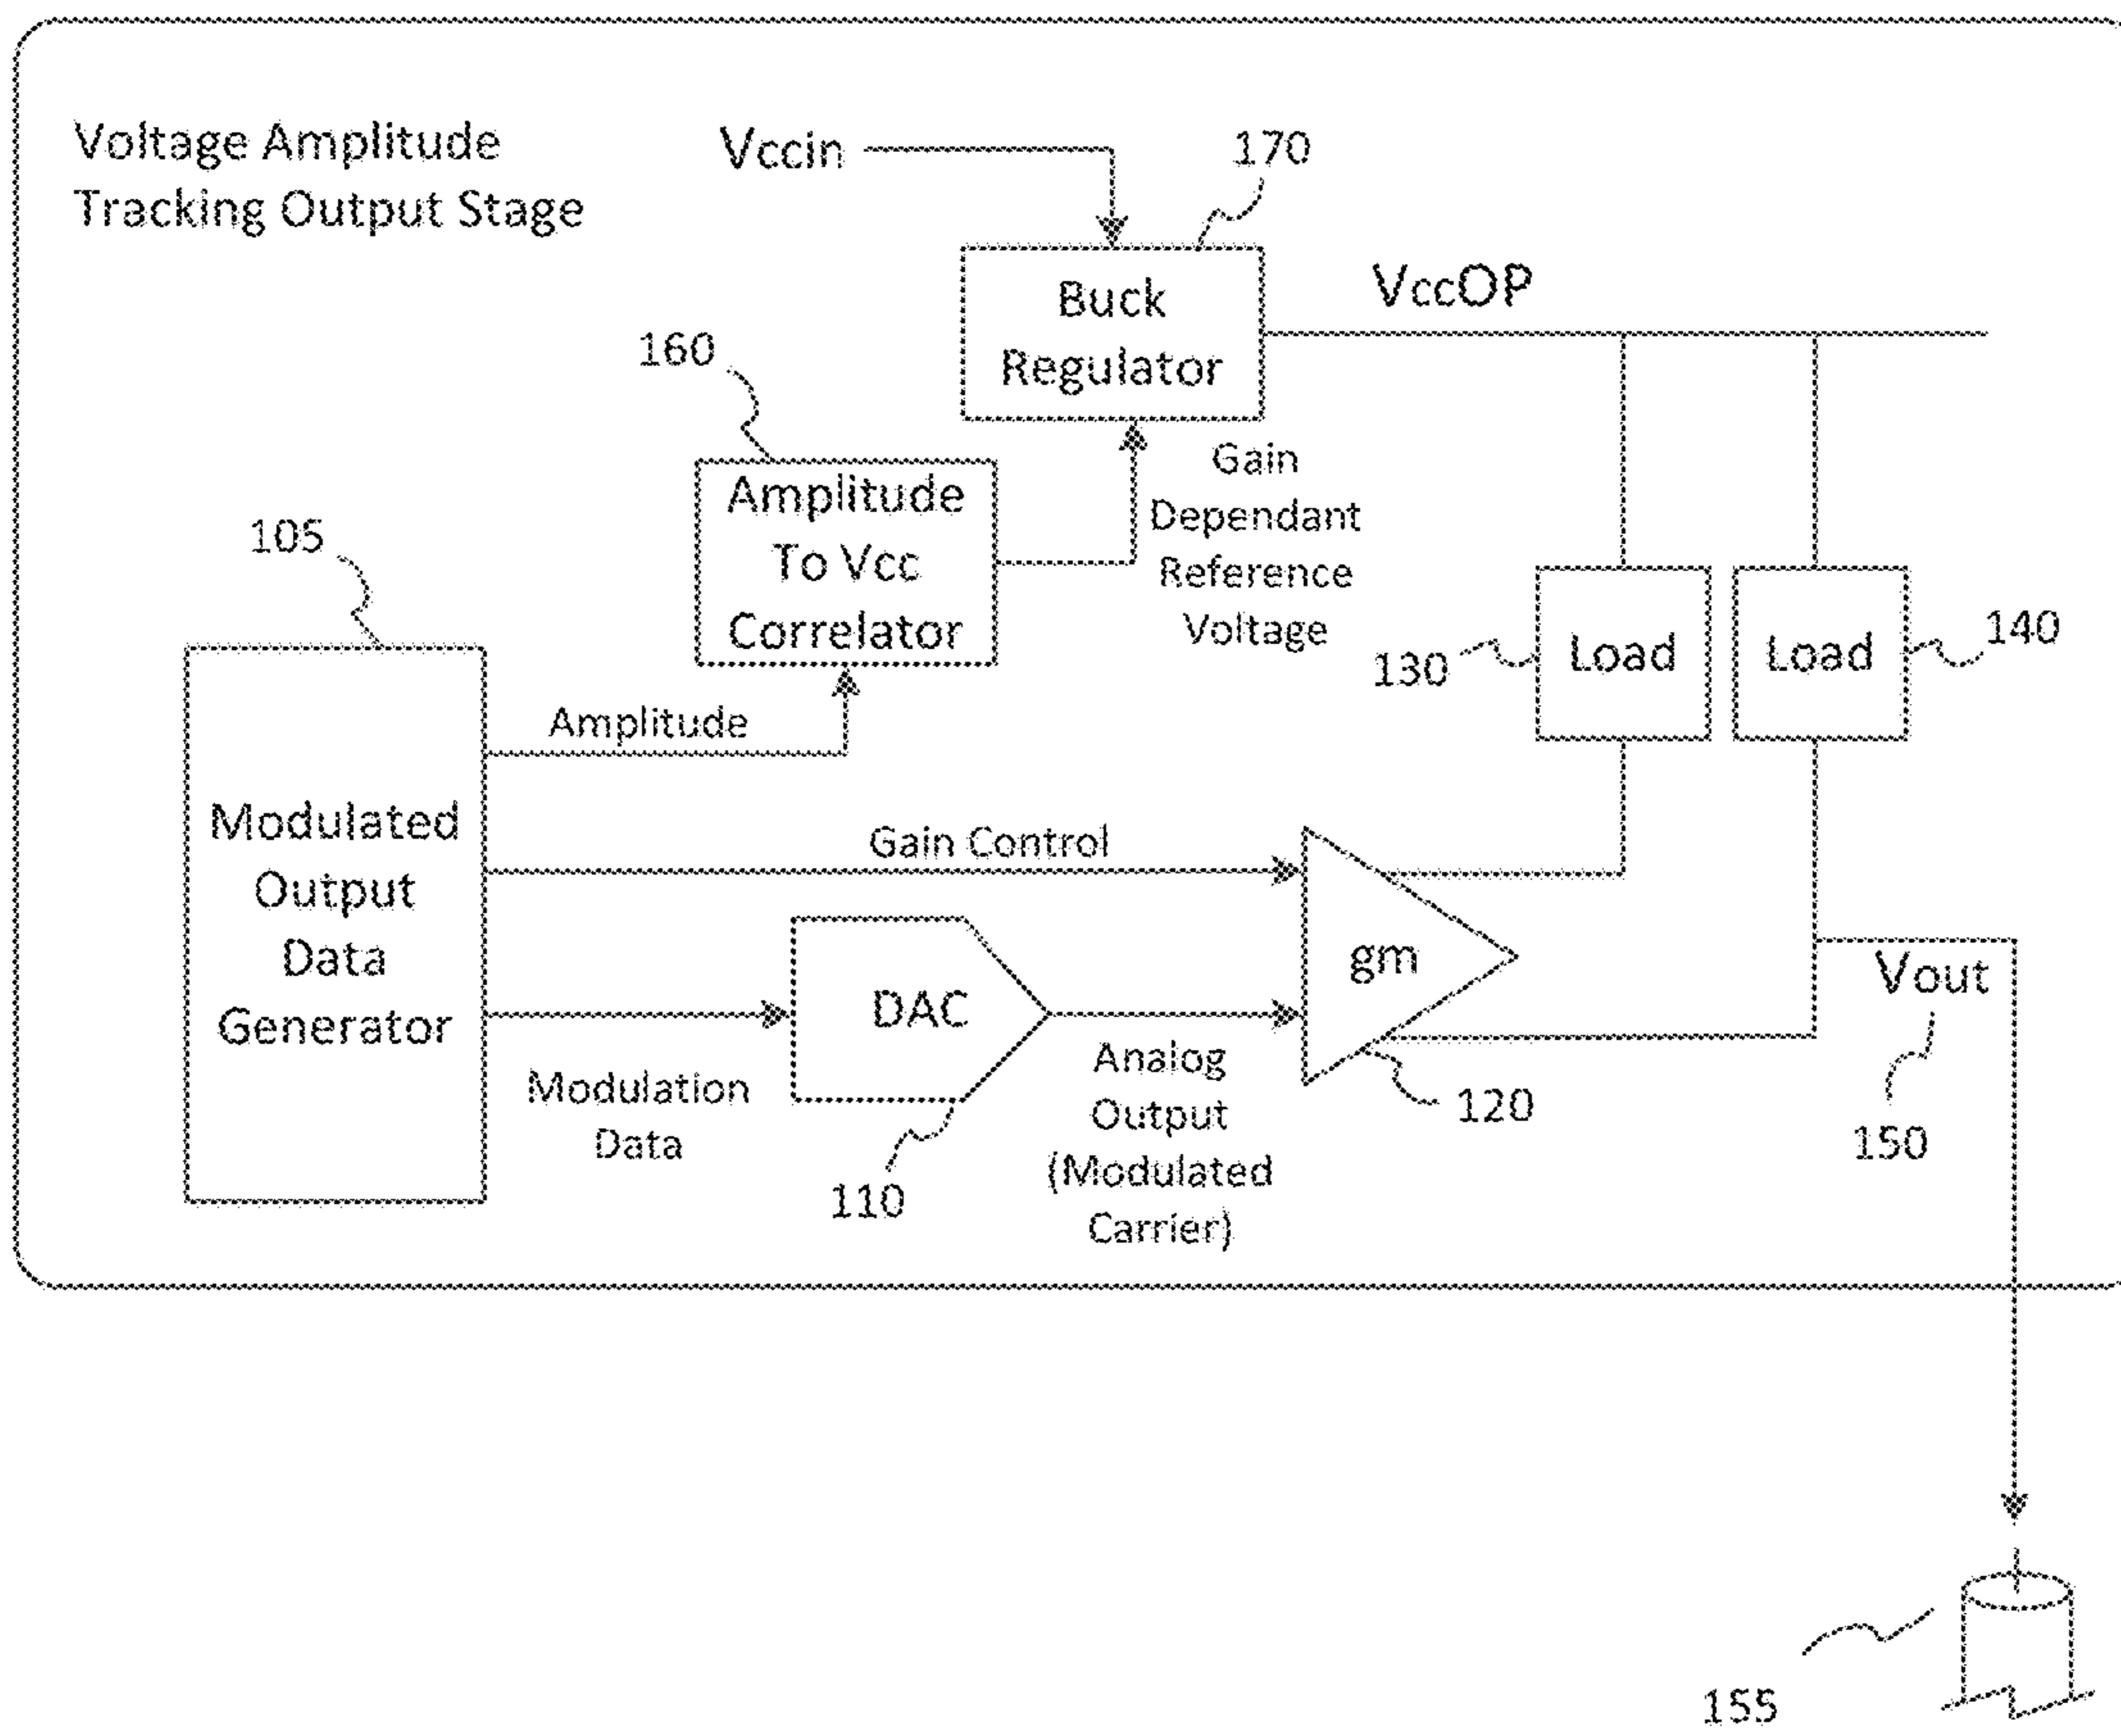 Voltage Amplitude
Tracking Output Stage
Vccin
170
Buck
Regulator
VccOP
160
Amplitude
To Vcc
Correlator
Gain
Dependant
Reference
Voltage
105
Modulated
Output
Data
Generator
Amplitude
130
Load
Load
140
Gain Control
gm
DAC
Modulation
Data
110
Analog
Output
(Modulated
Carrier)
120
Vout
150
155